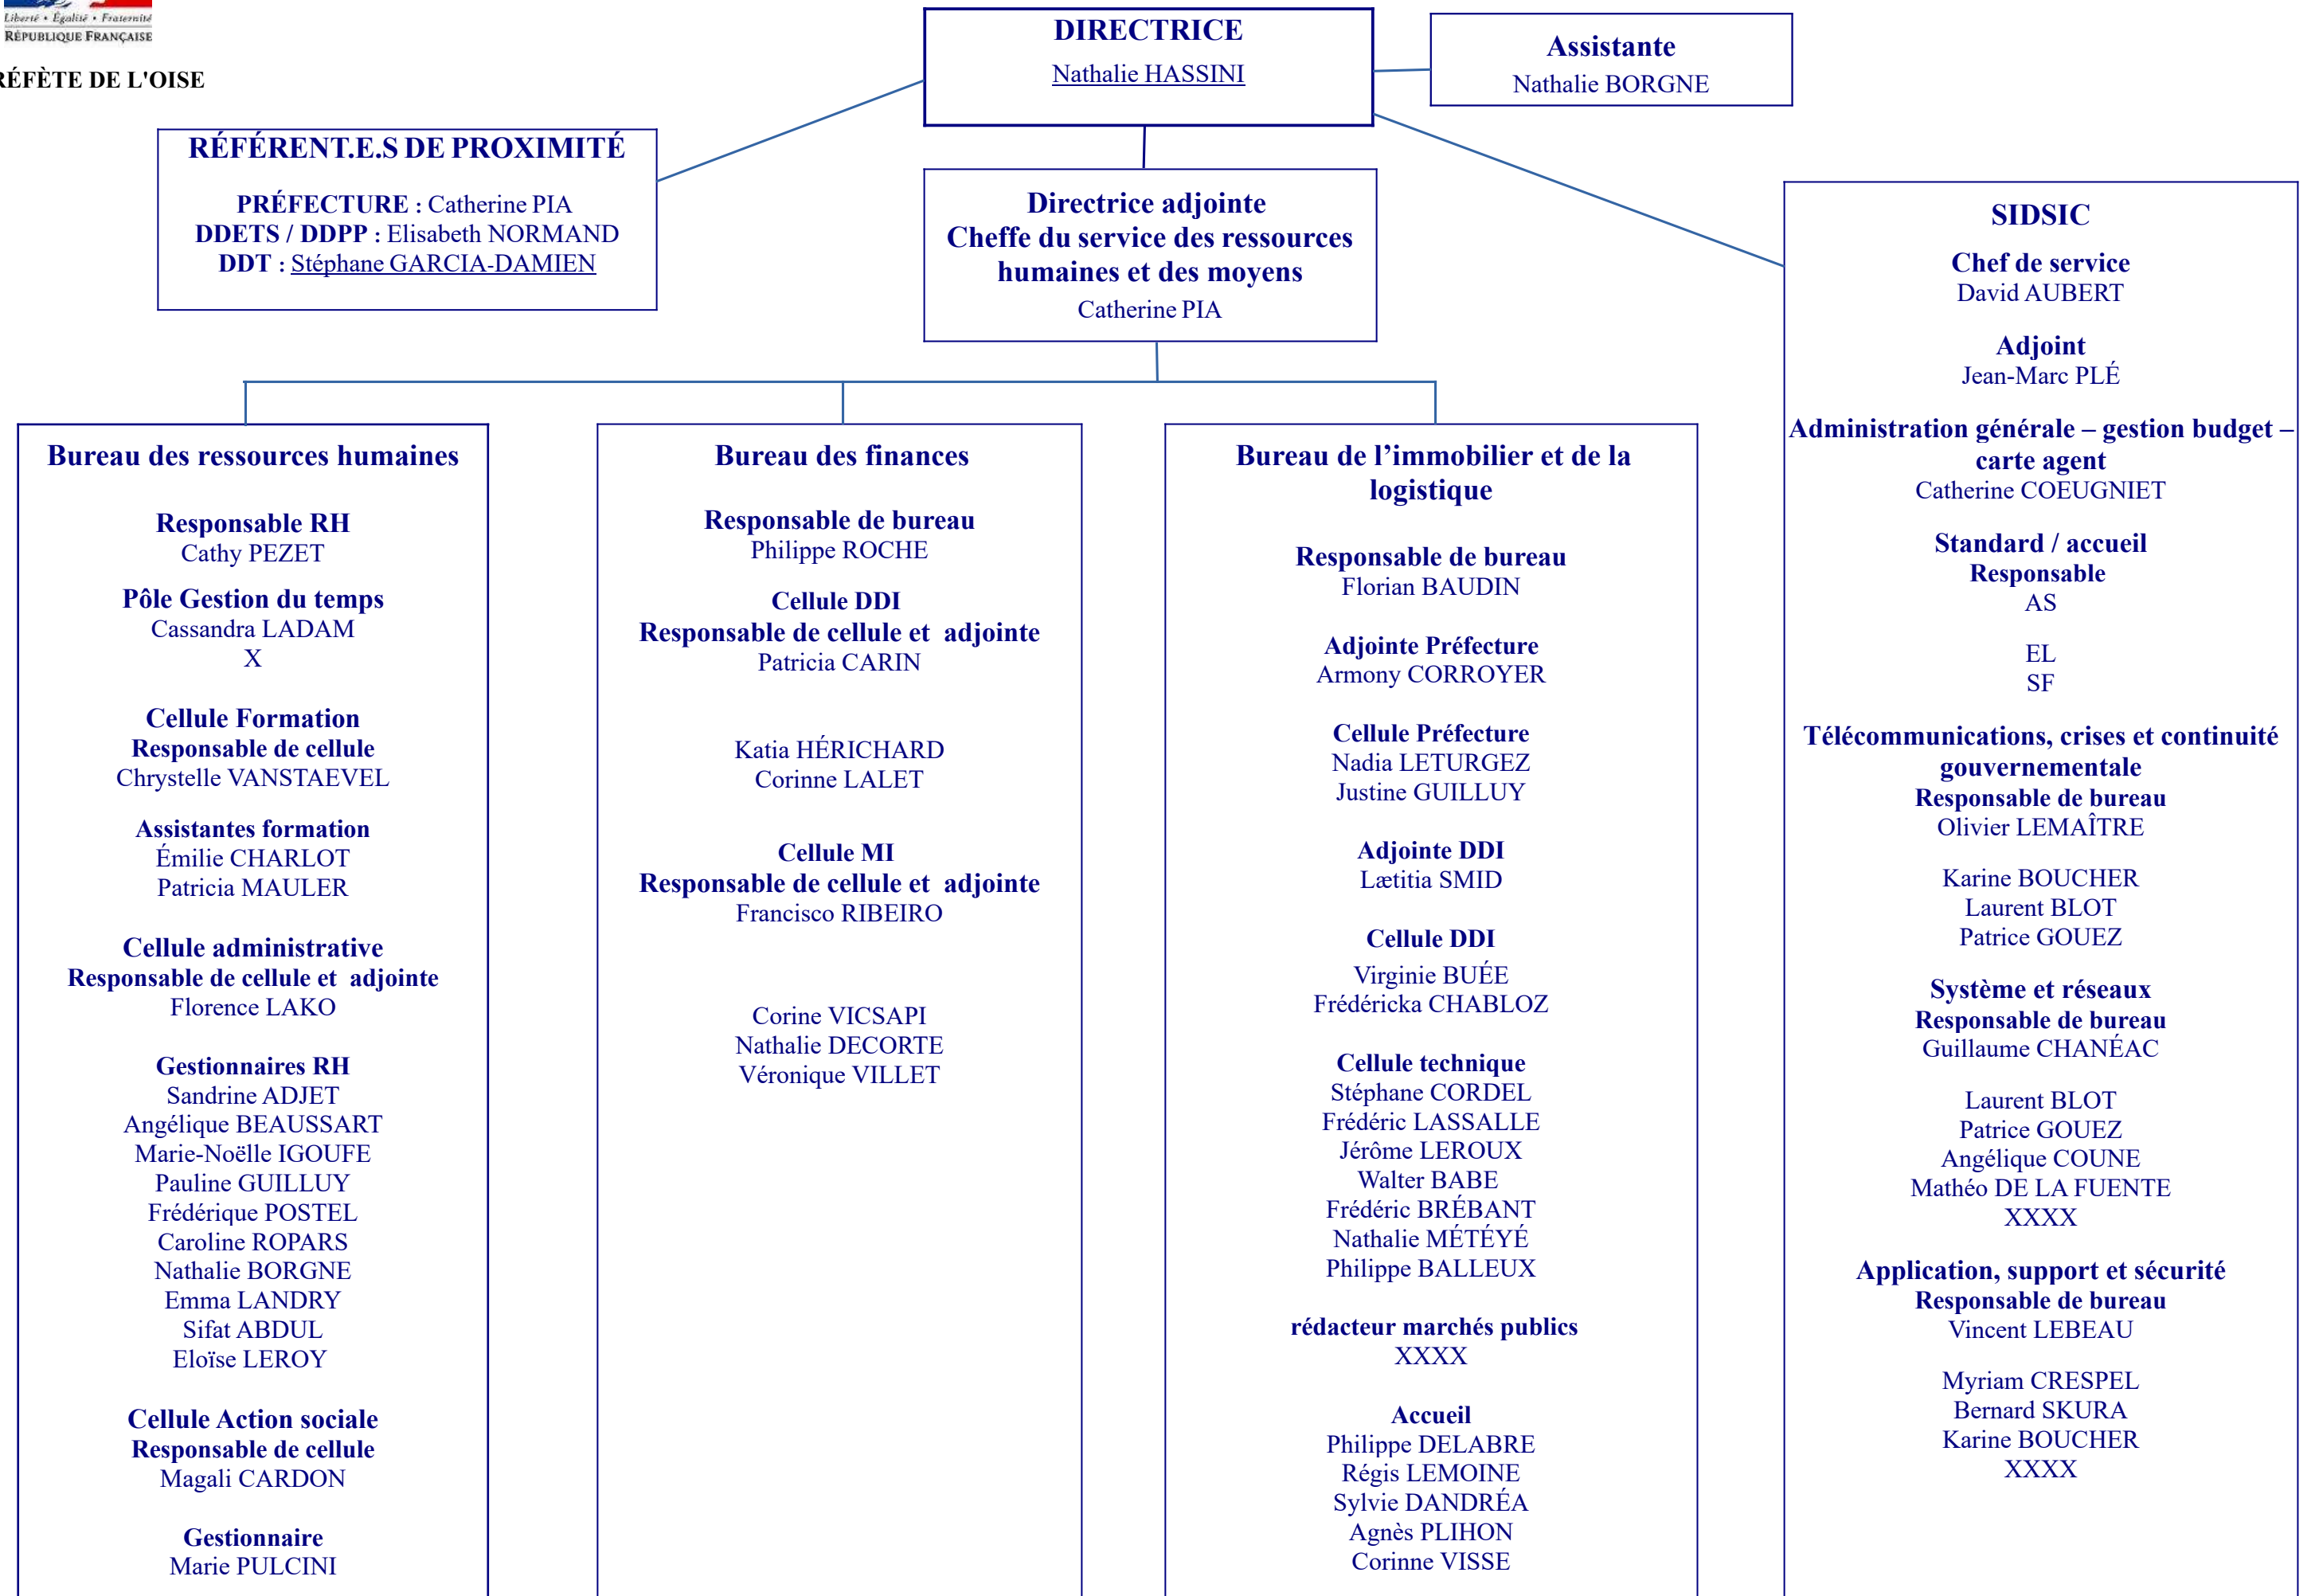 Liberté • Égalité • Fraternité
RÉPUBLIQUE FRANÇAISE
RÉFÈTE DE L'OISE
DIRECTRICE
Nathalie HASSINI
Assistante
Nathalie BORGNE
RÉFÉRENT.E.S DE PROXIMITÉ
PRÉFECTURE : Catherine PIA
DDETS / DDPP : Elisabeth NORMAND
DDT : Stéphane GARCIA-DAMIEN
Directrice adjointe
Cheffe du service des ressources
humaines et des moyens
Catherine PIA
Bureau des ressources humaines
Responsable RH
Cathy PEZET
Pôle Gestion du temps
Cassandra LADAM
X
Cellule Formation
Responsable de cellule
Chrystelle VANSTAEVEL
Assistantes formation
Émilie CHARLOT
Patricia MAULER
Cellule administrative
Responsable de cellule et adjointe
Florence LAKO
Gestionnaires RH
Sandrine ADJET
Angélique BEAUSSART
Marie-Noëlle IGOUFE
Pauline GUILLUY
Frédérique POSTEL
Caroline ROPARS
Nathalie BORGNE
Emma LANDRY
Sifat ABDUL
Eloïse LEROY
Cellule Action sociale
Responsable de cellule
Magali CARDON
Gestionnaire
Marie PULCINI
Bureau des finances
Responsable de bureau
Philippe ROCHE
Cellule DDI
Responsable de cellule et adjointe
Patricia CARIN
Katia HÉRICHARD
Corinne LALET
Cellule MI
Responsable de cellule et adjointe
Francisco RIBEIRO
Corine VICSAPI
Nathalie DECORTE
Véronique VILLET
Bureau de l’immobilier et de la
logistique
Responsable de bureau
Florian BAUDIN
Adjointe Préfecture
Armony CORROYER
Cellule Préfecture
Nadia LETURGEZ
Justine GUILLUY
Adjointe DDI
Lætitia SMID
Cellule DDI
Virginie BUÉE
Frédéricka CHABLOZ
Cellule technique
Stéphane CORDEL
Frédéric LASSALLE
Jérôme LEROUX
Walter BABE
Frédéric BRÉBANT
Nathalie MÉTÉYÉ
Philippe BALLEUX
rédacteur marchés publics
XXXX
Accueil
Philippe DELABRE
Régis LEMOINE
Sylvie DANDRÉA
Agnès PLIHON
Corinne VISSE
SIDSIC
Chef de service
David AUBERT
Adjoint
Jean-Marc PLÉ
Administration générale – gestion budget –
carte agent
Catherine COEUGNIET
Standard / accueil
Responsable
AS
EL
SF
Télécommunications, crises et continuité
gouvernementale
Responsable de bureau
Olivier LEMAÎTRE
Karine BOUCHER
Laurent BLOT
Patrice GOUEZ
Système et réseaux
Responsable de bureau
Guillaume CHANÉAC
Laurent BLOT
Patrice GOUEZ
Angélique COUNE
Mathéo DE LA FUENTE
XXXX
Application, support et sécurité
Responsable de bureau
Vincent LEBEAU
Myriam CRESPEL
Bernard SKURA
Karine BOUCHER
XXXX